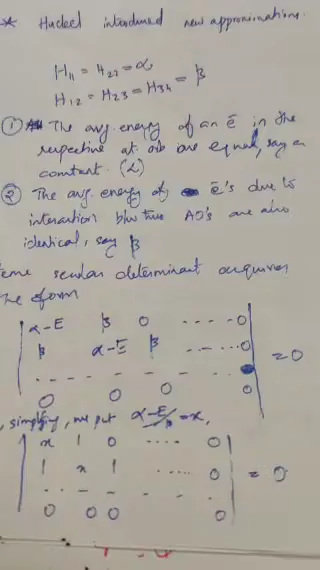 * Huckel introduced new approximations.
H₁₁ = H₂₂ = α
H₁₂ = H₂₃ = H₃₄ = β
① The avg. energy of an ē in the
respective at. orb are equal, say a
constant. (α)
② The avg. energy of ē's due to
interaction b/w two AO's are also
identical, say β
secular determinant acquires
the form
| α-E β 0 ---- 0 |
| β α-E β ---- 0 | = 0
| - - - - - - - - |
| 0 0 0 0 |
, simplifying, we put α-E/β = x,
| x 1 0 .... 0 |
| 1 x 1 .... 0 | = 0
| - - - - - - - |
| 0 0 0 0 |